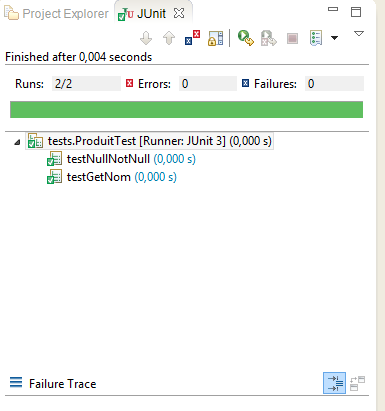 Project Explorer JUnit
Finished after 0,004 seconds
Runs: 2/2 Errors: 0 Failures: 0
tests.ProduitTest [Runner: JUnit 3] (0,000 s)
testNullNotNull (0,000 s)
testGetNom (0,000 s)
Failure Trace